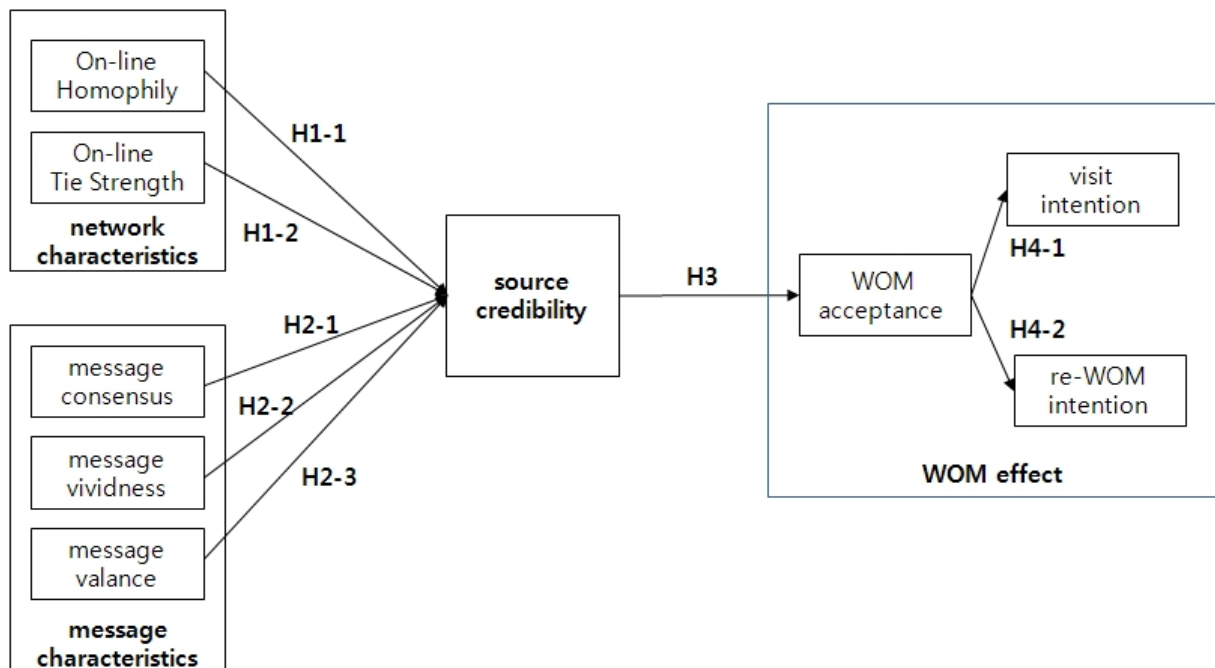 On-line
Homophily
On-line
Tie Strength
network
characteristics
H1-1
H1-2
message
consensus
message
vividness
message
valance
message
characteristics
H2-1
H2-2
H2-3
source
credibility
H3
WOM
acceptance
visit
intention
H4-1
H4-2
re-WOM
intention
WOM effect